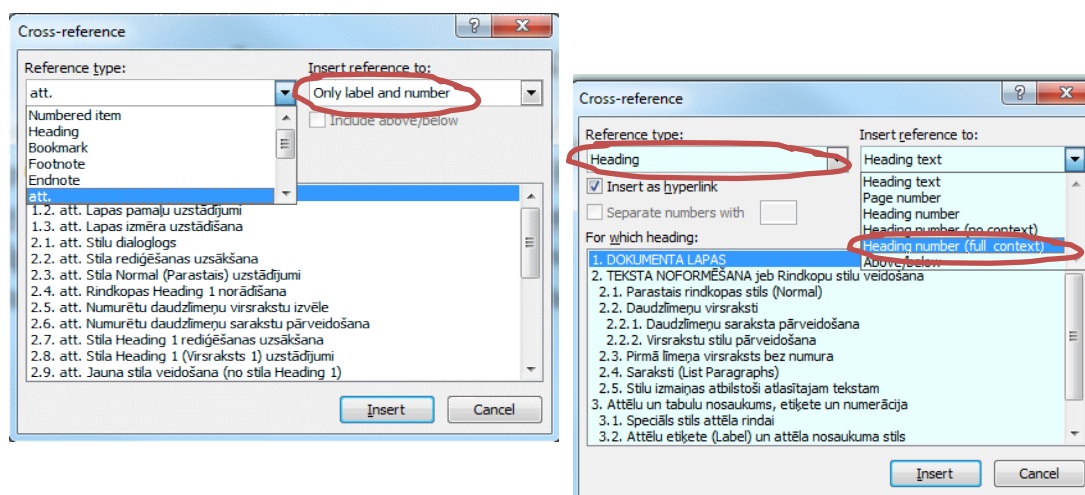 Cross-reference
Reference type:
Insert reference to:
att.
Only label and number
Numbered item
Include above/below
Heading
Bookmark
Footnote
Endnote
att.
1.2. att. Lapas pamaļu uzstādījumi
1.3. att. Lapas izmēra uzstādīšana
2.1. att. Stilu dialoglogs
2.2. att. Stila rediģēšanas uzsākšana
2.3. att. Stila Normal (Parastais) uzstādījumi
2.4. att. Rindkopas Heading 1 norādīšana
2.5. att. Numurētu daudzlīmeņu virsrakstu izvēle
2.6. att. Numurētu daudzlīmeņu sarakstu pārveidošana
2.7. att. Stila Heading 1 rediģēšanas uzsākšana
2.8. att. Stila Heading 1 (Virsraksts 1) uzstādījumi
2.9. att. Jauna stila veidošana (no stila Heading 1)
Insert
Cancel
Cross-reference
Reference type:
Insert reference to:
Heading
Heading text
Insert as hyperlink
Separate numbers with
For which heading:
Heading text
Page number
Heading number
Heading number (no context)
Heading number (full context)
Above/below
1. DOKUMENTA LAPAS
2. TEKSTA NOFORMĒŠANA jeb Rindkopu stilu veidošana
2.1. Parastais rindkopas stils (Normal)
2.2. Daudzlīmeņu virsraksti
2.2.1. Daudzlīmeņu saraksta pārveidošana
2.2.2. Virsrakstu stilu pārveidošana
2.3. Pirmā līmeņa virsraksts bez numura
2.4. Saraksti (List Paragraphs)
2.5. Stilu izmaiņas atbilstoši atlasītajam tekstam
3. Attēlu un tabulu nosaukums, etiķete un numerācija
3.1. Speciāls stils attēla rindai
3.2. Attēlu etiķete (Label) un attēla nosaukuma stils
Insert
Cancel